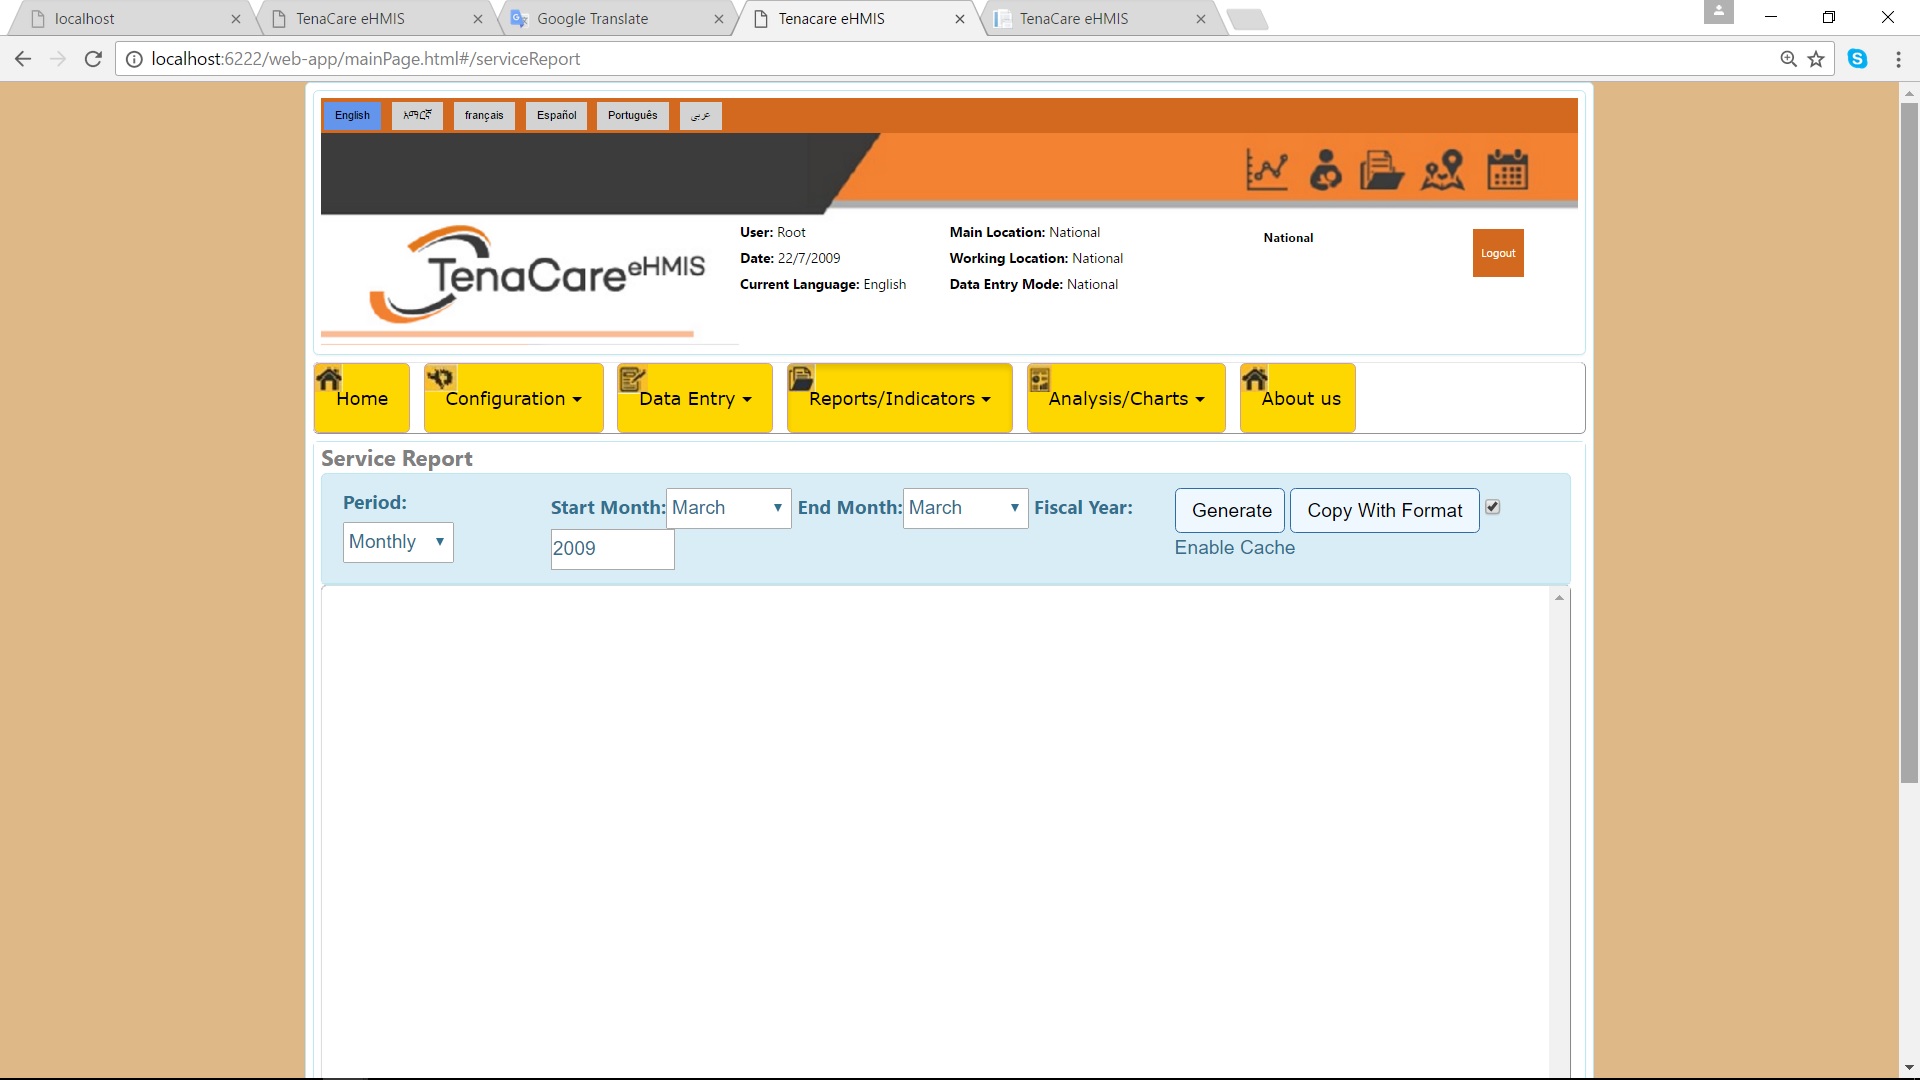 localhost
TenaCare eHMIS
Google Translate
Tenacare eHMIS
TenaCare eHMIS
localhost:6222/web-app/mainPage.html#/serviceReport
English አማርኛ français Español Português عربى
TenaCare eHMIS
User: Root
Date: 22/7/2009
Current Language: English
Main Location: National
Working Location: National
Data Entry Mode: National
National
Logout
Home Configuration Data Entry Reports/Indicators Analysis/Charts About us
Service Report
Period:
Monthly
Start Month: March End Month: March Fiscal Year:
2009
Generate Copy With Format
Enable Cache